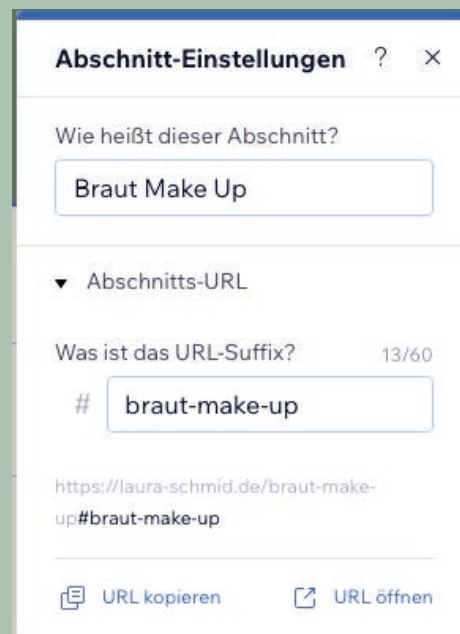 Abschnitt-Einstellungen ? ×
Wie heißt dieser Abschnitt?
Braut Make Up
▼ Abschnitts-URL
Was ist das URL-Suffix? 13/60
# braut-make-up
https://laura-schmid.de/braut-make-
up#braut-make-up
URL kopieren URL öffnen